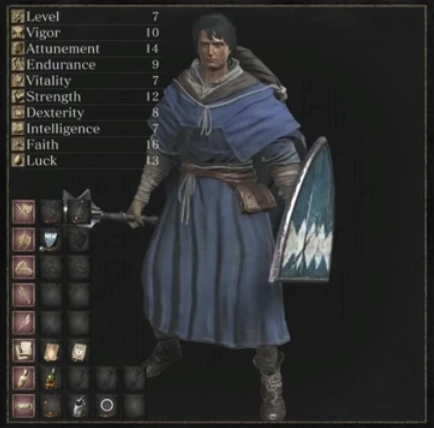 Level 7
Vigor 10
Attunement 14
Endurance 9
Vitality 7
Strength 12
Dexterity 8
Intelligence 7
Faith 16
Luck 13